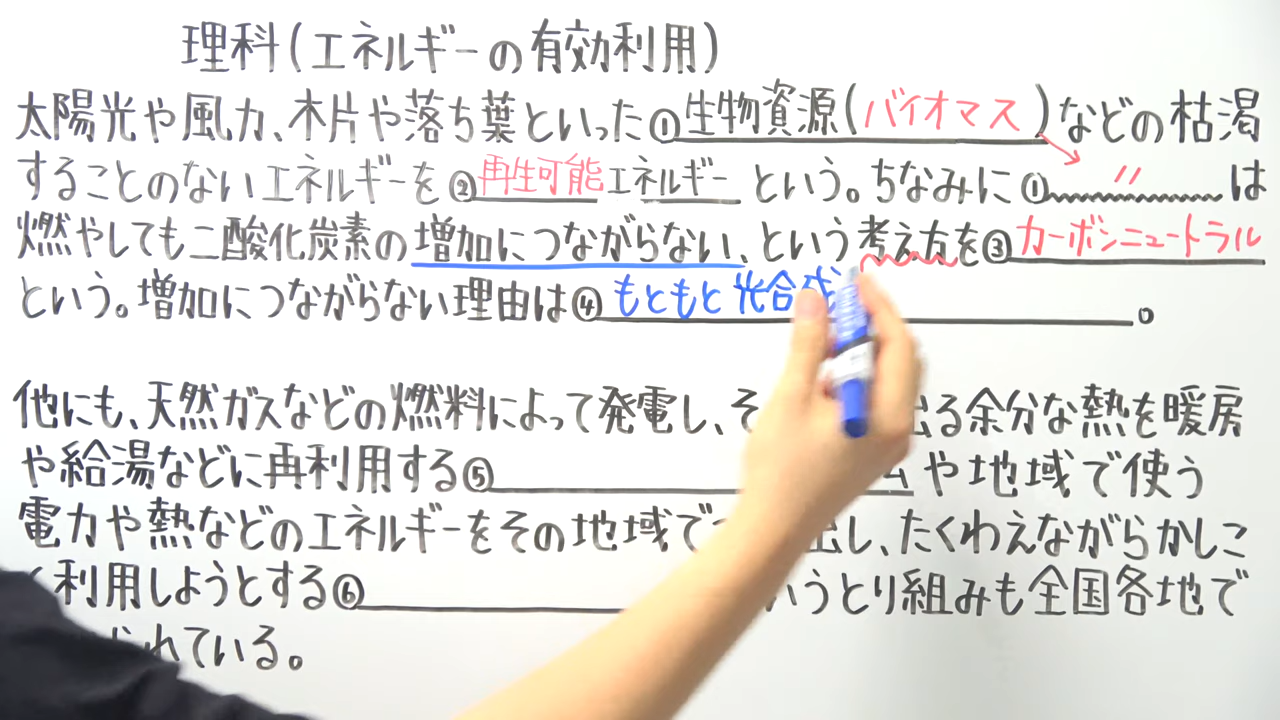 理科(エネルギーの有効利用)
太陽光や風力、木片や落ち葉といった①生物資源(バイオマス)などの枯渇
することのないエネルギーを②再生可能エネルギーという。ちなみに①〃は
燃やしても二酸化炭素の増加につながらない、という考え方を③カーボンニュートラル
という。増加につながらない理由は④もともと光合成。
他にも、天然ガスなどの燃料によって発電し、そ出る余分な熱を暖房
や給湯などに再利用する⑤ムや地域で使う
電力や熱などのエネルギーをその地域で出し、たくわえながらかしこ
く利用しようとする⑥いうとり組みも全国各地で
られている。